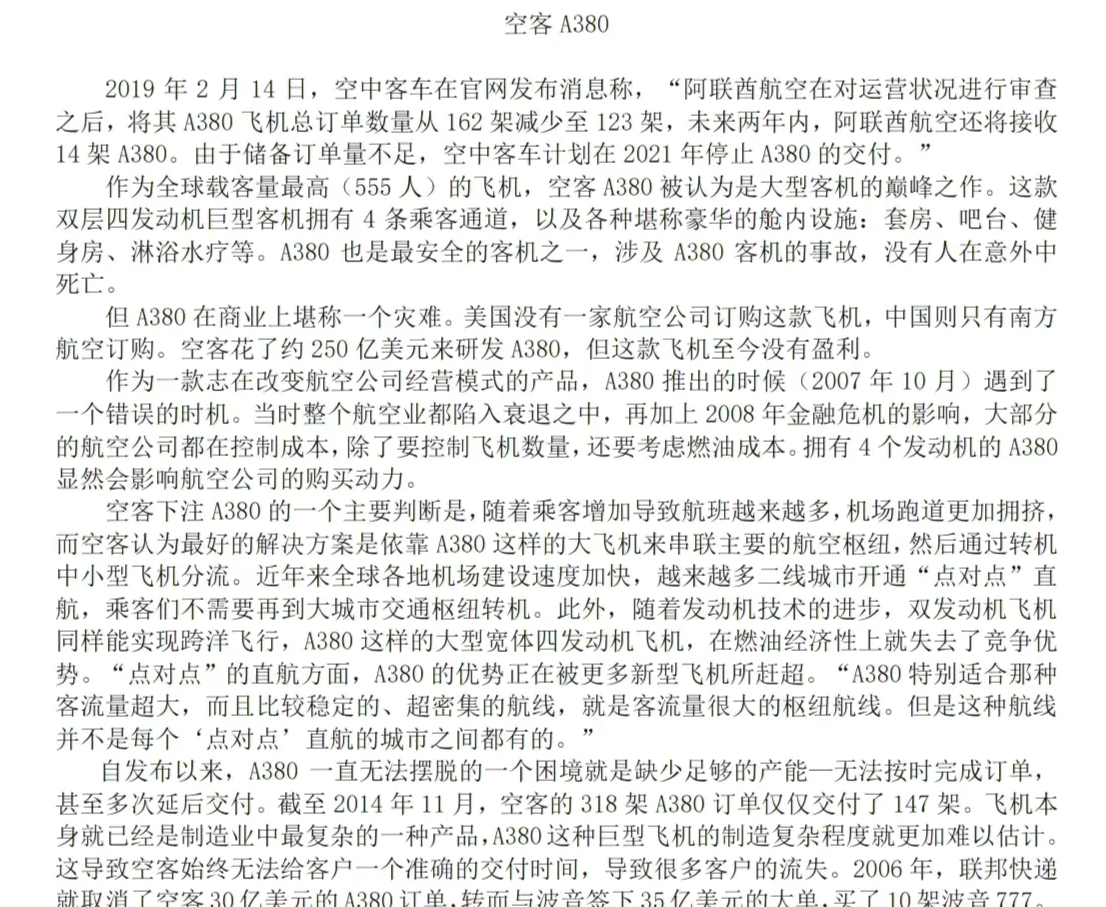 空客 A380
2019 年 2 月 14 日，空中客车在官网发布消息称，“阿联酋航空在对运营状况进行审查
之后，将其 A380 飞机总订单数量从 162 架减少至 123 架，未来两年内，阿联酋航空还将接收
14 架 A380。由于储备订单量不足，空中客车计划在 2021 年停止 A380 的交付。”
作为全球载客量最高（555 人）的飞机，空客 A380 被认为是大型客机的巅峰之作。这款
双层四发动机巨型客机拥有 4 条乘客通道，以及各种堪称豪华的舱内设施：套房、吧台、健
身房、淋浴水疗等。A380 也是最安全的客机之一，涉及 A380 客机的事故，没有人在意外中
死亡。
但 A380 在商业上堪称一个灾难。美国没有一家航空公司订购这款飞机，中国则只有南方
航空订购。空客花了约 250 亿美元来研发 A380，但这款飞机至今没有盈利。
作为一款志在改变航空公司经营模式的产品，A380 推出的时候（2007 年 10 月）遇到了
一个错误的时机。当时整个航空业都陷入衰退之中，再加上 2008 年金融危机的影响，大部分
的航空公司都在控制成本，除了要控制飞机数量，还要考虑燃油成本。拥有 4 个发动机的 A380
显然会影响航空公司的购买动力。
空客下注 A380 的一个主要判断是，随着乘客增加导致航班越来越多，机场跑道更加拥挤，
而空客认为最好的解决方案是依靠 A380 这样的大飞机来串联主要的航空枢纽，然后通过转机
中小型飞机分流。近年来全球各地机场建设速度加快，越来越多二线城市开通“点对点”直
航，乘客们不需要再到大城市交通枢纽转机。此外，随着发动机技术的进步，双发动机飞机
同样能实现跨洋飞行，A380 这样的大型宽体四发动机飞机，在燃油经济性上就失去了竞争优
势。“点对点”的直航方面，A380 的优势正在被更多新型飞机所赶超。“A380 特别适合那种
客流量超大，而且比较稳定的、超密集的航线，就是客流量很大的枢纽航线。但是这种航线
并不是每个‘点对点’直航的城市之间都有的。”
自发布以来，A380 一直无法摆脱的一个困境就是缺少足够的产能—无法按时完成订单，
甚至多次延后交付。截至 2014 年 11 月，空客的 318 架 A380 订单仅仅交付了 147 架。飞机本
身就已经是制造业中最复杂的一种产品，A380 这种巨型飞机的制造复杂程度就更加难以估计。
这导致空客始终无法给客户一个准确的交付时间，导致很多客户的流失。2006 年，联邦快递
就取消了空客 30 亿美元的 A380 订单，转而与波音签下 35 亿美元的大单，买了 10 架波音 777。